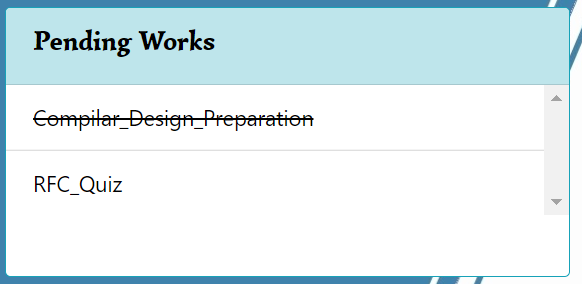 Pending Works
Compilar_Design_Preparation
RFC_Quiz